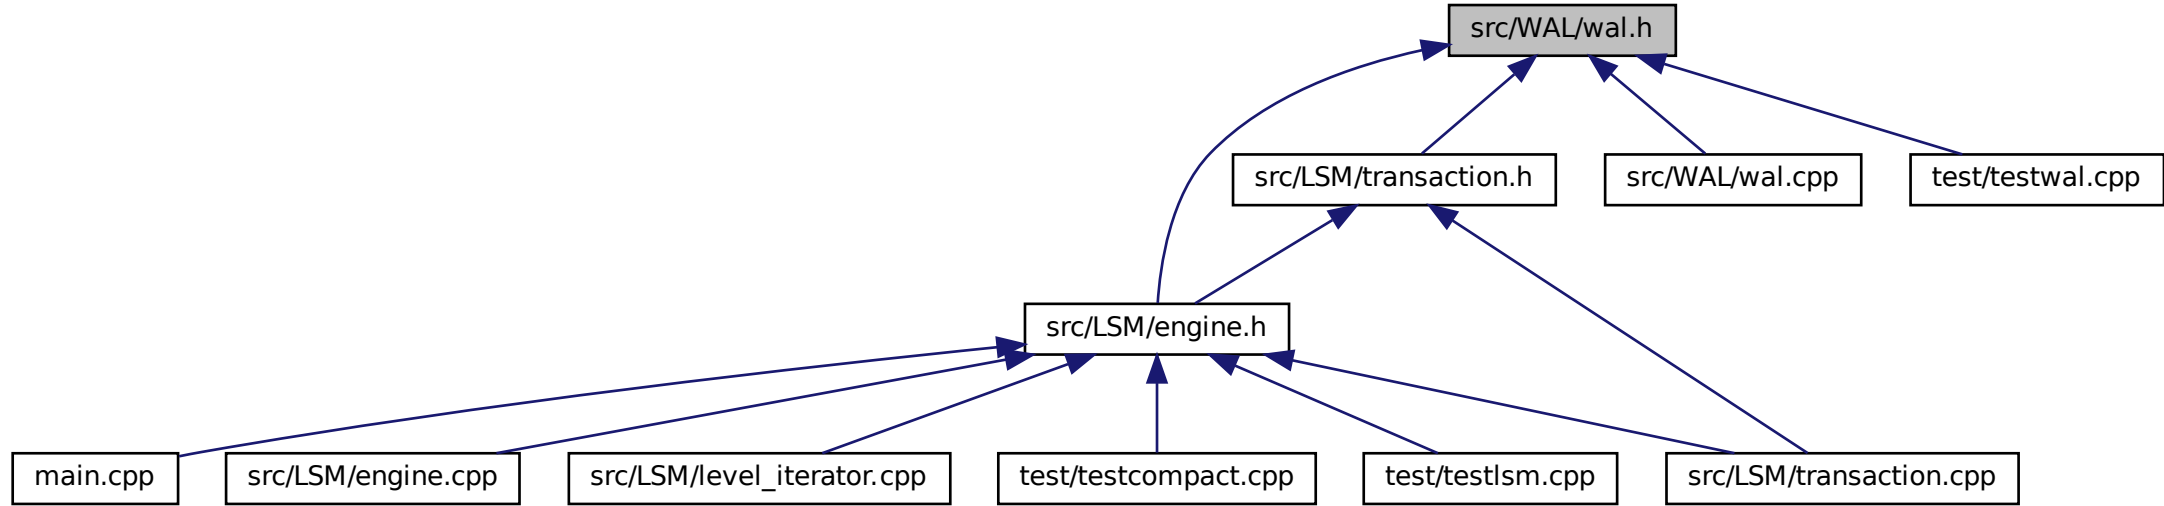 src/WAL/wal.h
src/LSM/transaction.h
src/WAL/wal.cpp
test/testwal.cpp
src/LSM/engine.h
main.cpp
src/LSM/engine.cpp
src/LSM/level_iterator.cpp
test/testcompact.cpp
test/testlsm.cpp
src/LSM/transaction.cpp